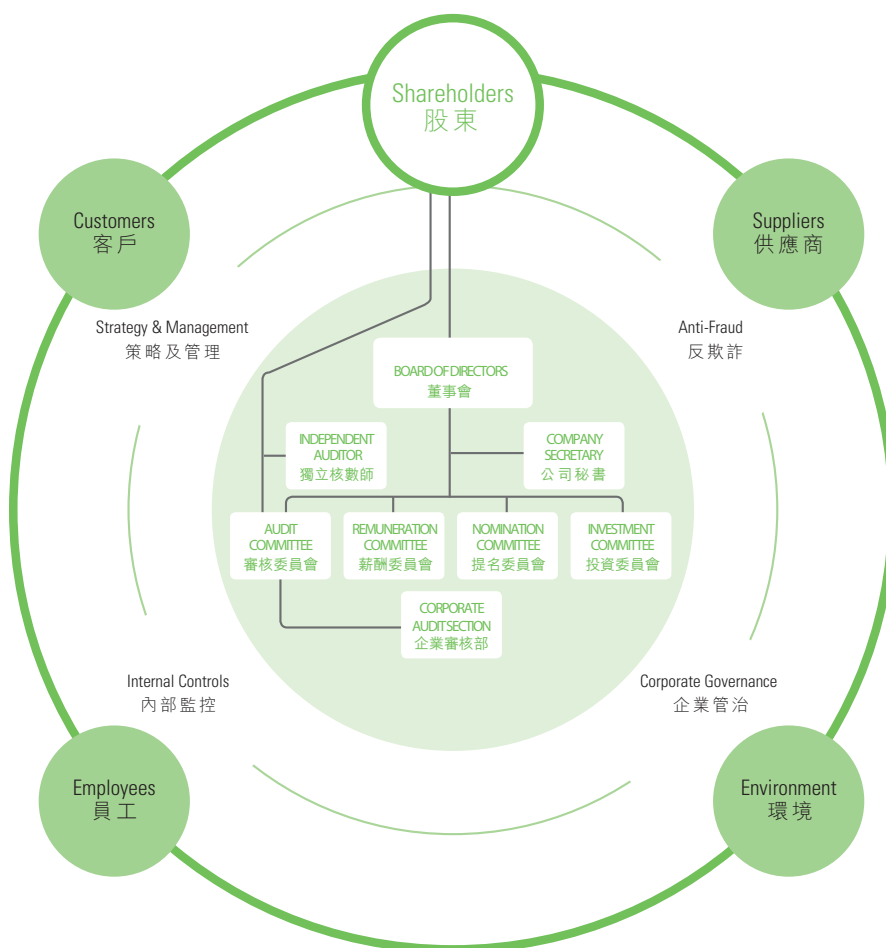 Shareholders
股東
Customers
客戶
Suppliers
供應商
Strategy & Management
策略及管理
Anti-Fraud
反欺詐
BOARD OF DIRECTORS
董事會
INDEPENDENT
AUDITOR
獨立核數師
COMPANY
SECRETARY
公司秘書
AUDIT
COMMITTEE
審核委員會
REMUNERATION
COMMITTEE
薪酬委員會
NOMINATION
COMMITTEE
提名委員會
INVESTMENT
COMMITTEE
投資委員會
CORPORATE
AUDIT SECTION
企業審核部
Internal Controls
內部監控
Corporate Governance
企業管治
Employees
員工
Environment
環境